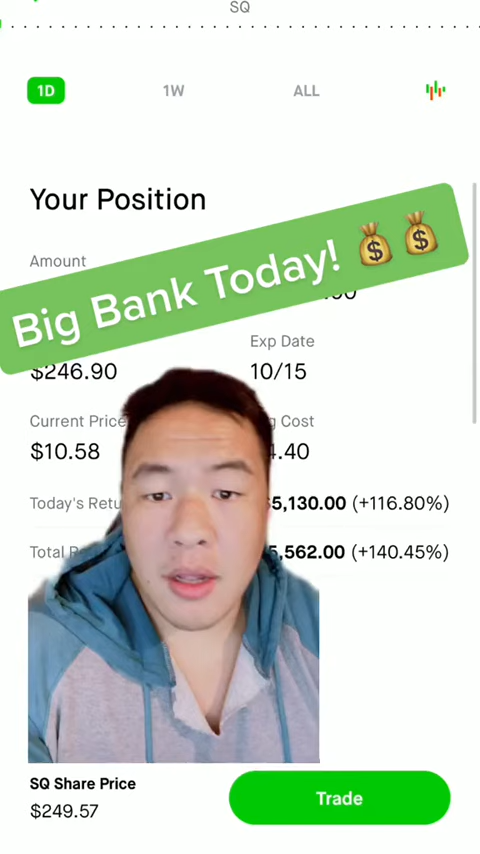 SQ
1D 1W ALL
Your Position
Amount
Big Bank Today! 💰💰
Exp Date
$246.90 10/15
Current Price Cost
$10.58 .40
Today's 5,130.00 (+116.80%)
Total 5,562.00 (+140.45%)
SQ Share Price
$249.57
Trade